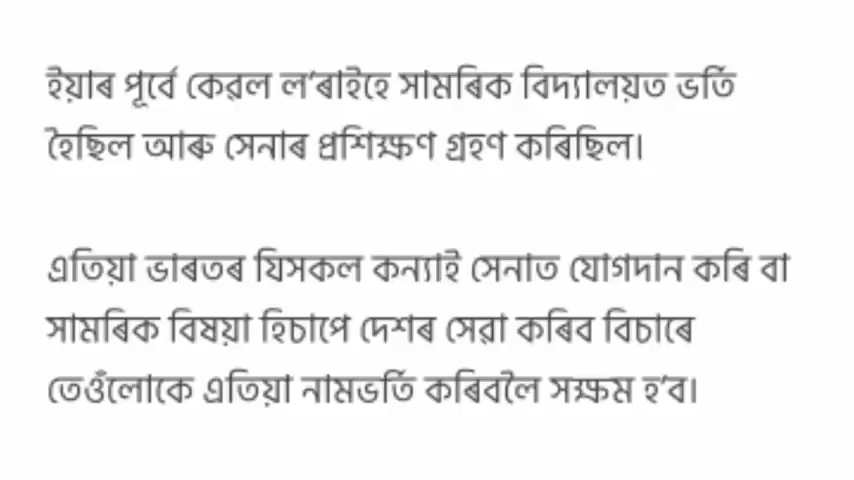 ইয়াৰ পূৰ্বে কেৱল ল'ৰাইহে সামৰিক বিদ্যালয়ত ভৰ্তি
হৈছিল আৰু সেনাৰ প্ৰশিক্ষণ গ্ৰহণ কৰিছিল।
এতিয়া ভাৰতৰ যিসকল কন্যাই সেনাত যোগদান কৰি বা
সামৰিক বিষয়া হিচাপে দেশৰ সেৱা কৰিব বিচাৰে
তেওঁলোকে এতিয়া নামভৰ্তি কৰিবলৈ সক্ষম হ'ব।